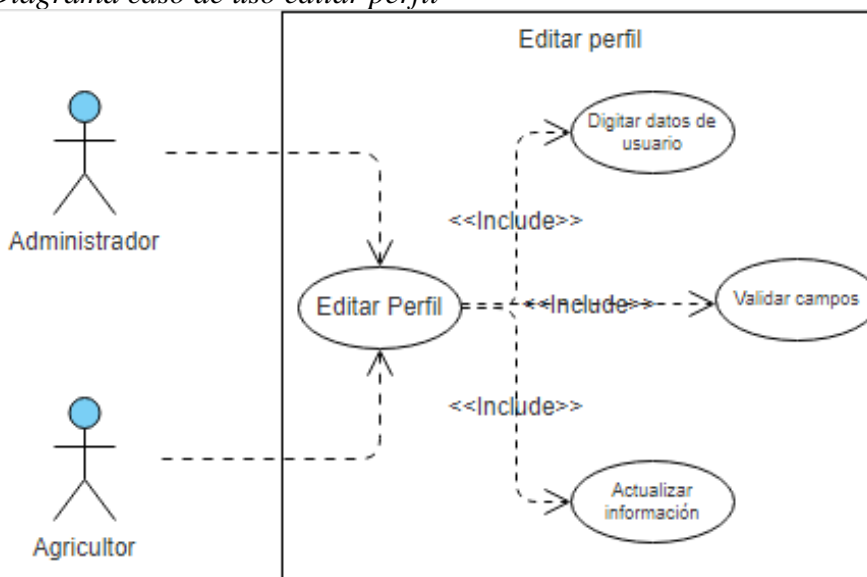 Diagrama caso de uso editar perfil
Editar perfil
Digitar datos de
usuario
Administrador
<<Include>>
Editar Perfil
<<Include>>
Validar campos
<<Include>>
Actualizar
información
Agricultor